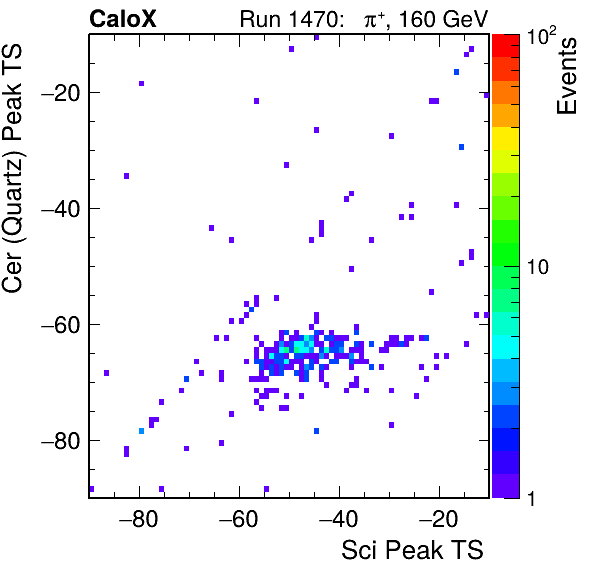 CaloX Run 1470: π⁺, 160 GeV
Cer (Quartz) Peak TS
−20
−40
−60
−80
−80 −60 −40 −20
Sci Peak TS
10²
10
1
Events